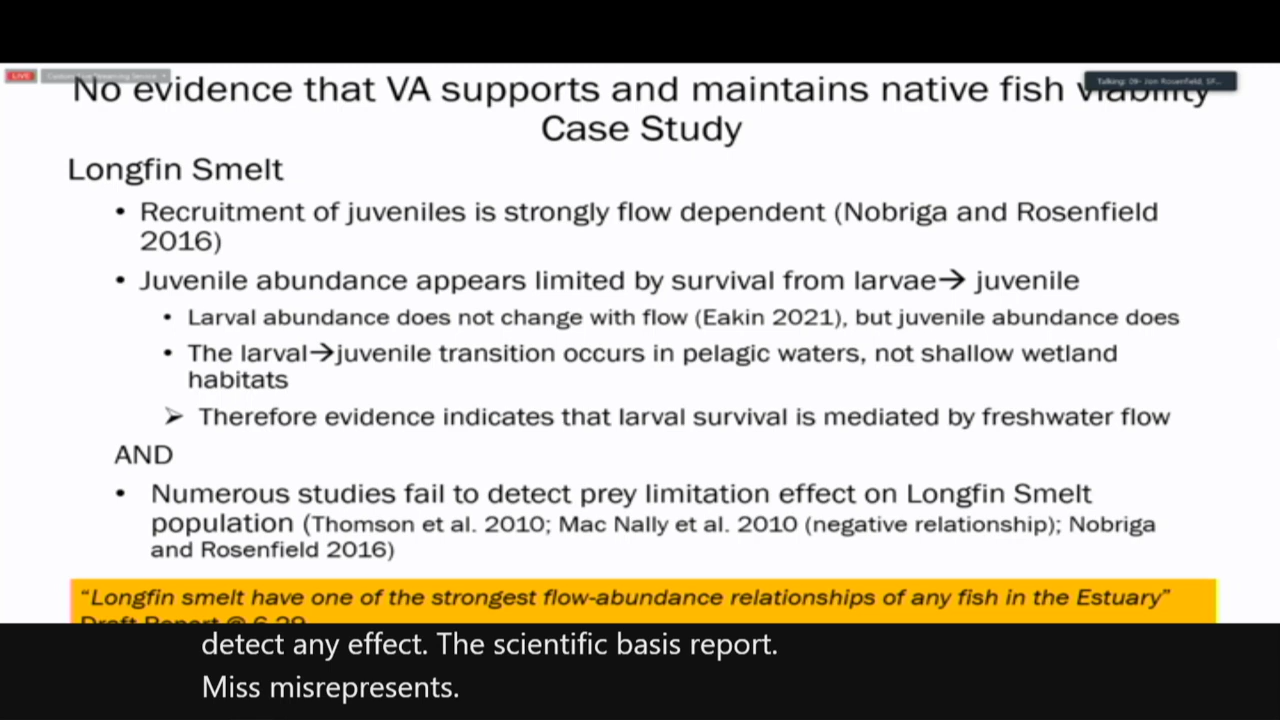 LIVE
No evidence that VA supports and maintains native fish viability
Case Study
Longfin Smelt
• Recruitment of juveniles is strongly flow dependent (Nobriga and Rosenfield
2016)
• Juvenile abundance appears limited by survival from larvae→ juvenile
• Larval abundance does not change with flow (Eakin 2021), but juvenile abundance does
• The larval→juvenile transition occurs in pelagic waters, not shallow wetland
habitats
➢ Therefore evidence indicates that larval survival is mediated by freshwater flow
AND
• Numerous studies fail to detect prey limitation effect on Longfin Smelt
population (Thomson et al. 2010; Mac Nally et al. 2010 (negative relationship); Nobriga
and Rosenfield 2016)
“Longfin smelt have one of the strongest flow-abundance relationships of any fish in the Estuary”
Draft Report @ 6-29
detect any effect. The scientific basis report.
Miss misrepresents.